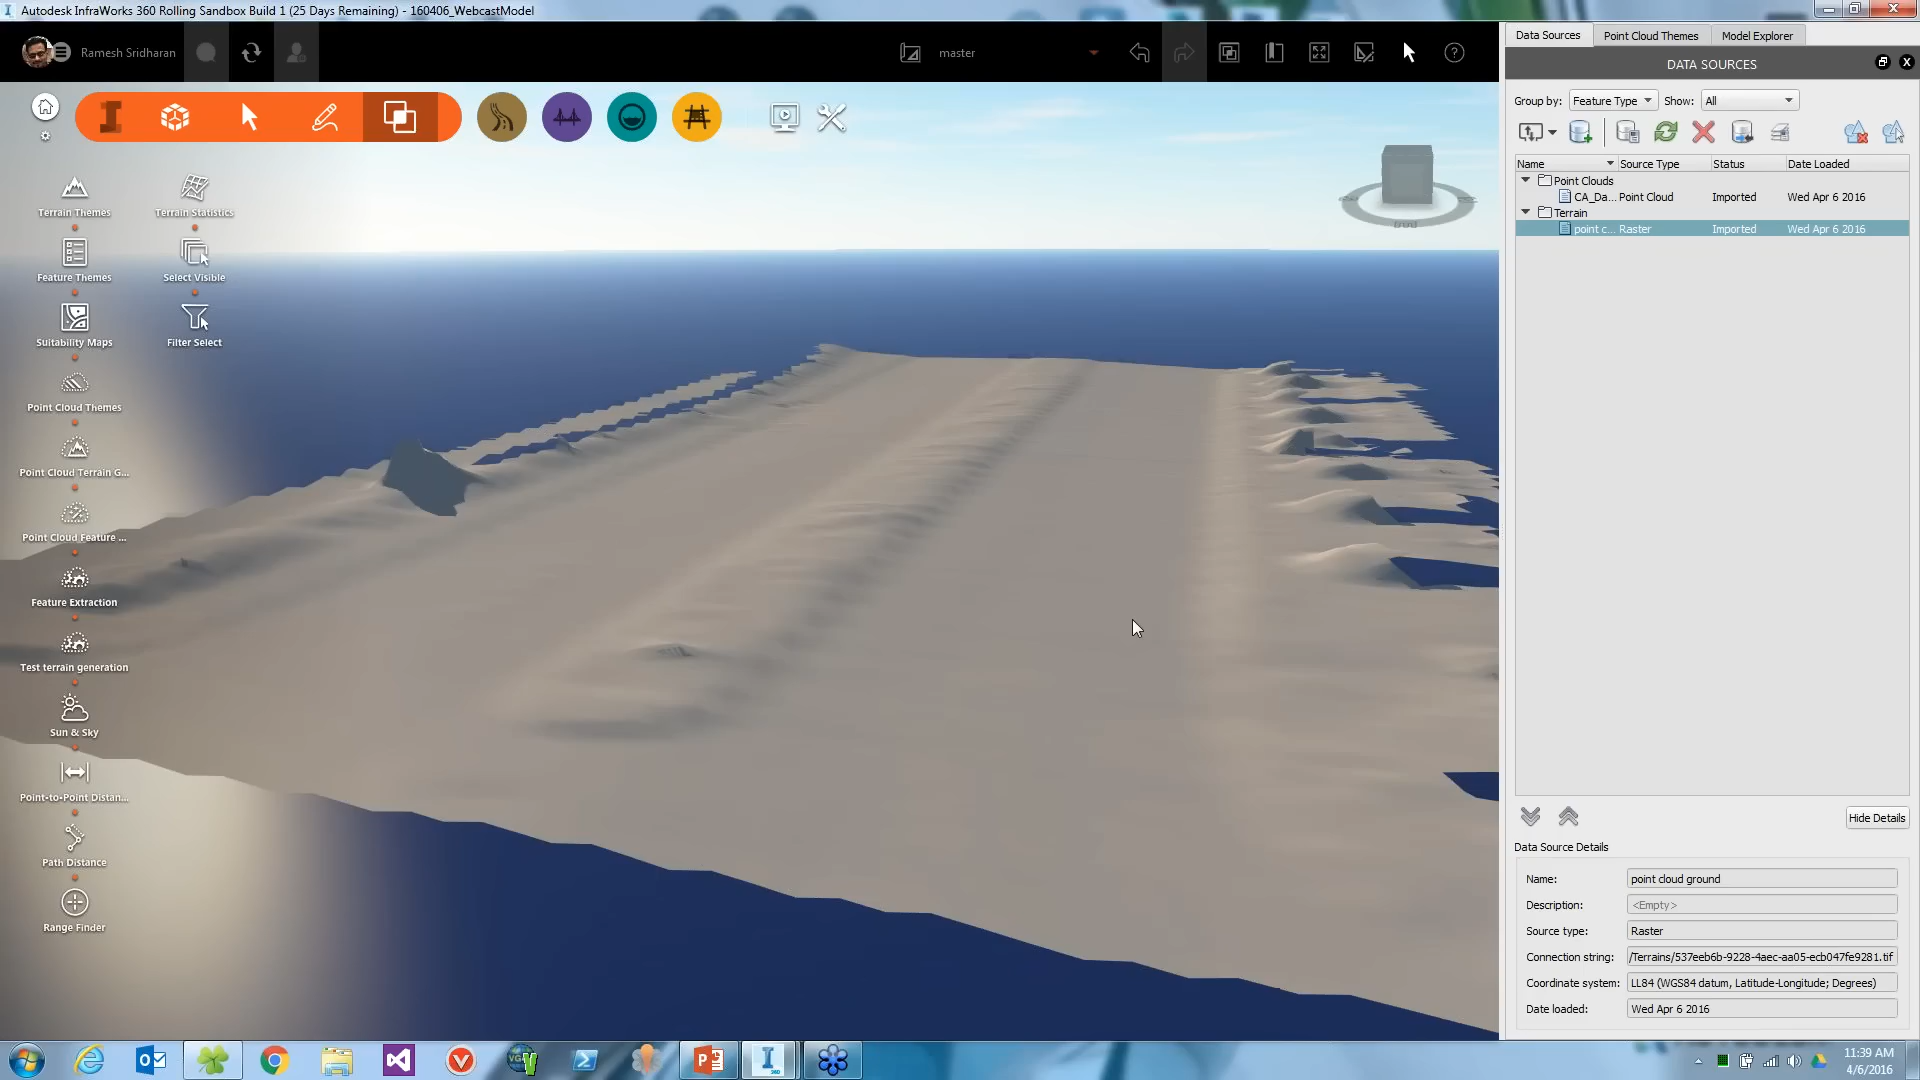 Autodesk InfraWorks 360 Rolling Sandbox Build 1 (25 Days Remaining) - 160406_WebcastModel
Ramesh Sridharan
master
Terrain Themes
Terrain Statistics
Feature Themes
Select Visible
Suitability Maps
Filter Select
Point Cloud Themes
Point Cloud Terrain G...
Point Cloud Feature ...
Feature Extraction
Test terrain generation
Sun & Sky
Point-to-Point Distan...
Path Distance
Range Finder
Data Sources
Point Cloud Themes
Model Explorer
DATA SOURCES
Group by: Feature Type Show: All
Name Source Type Status Date Loaded
Point Clouds
CA_Da... Point Cloud Imported Wed Apr 6 2016
Terrain
point c... Raster Imported Wed Apr 6 2016
Hide Details
Data Source Details
Name: point cloud ground
Description: <Empty>
Source type: Raster
Connection string: /Terrains/537eeb6b-9228-4aec-aa05-ecb047fe9281.tif
Coordinate system: LL84 (WGS84 datum, Latitude-Longitude; Degrees)
Date loaded: Wed Apr 6 2016
11:39 AM
4/6/2016